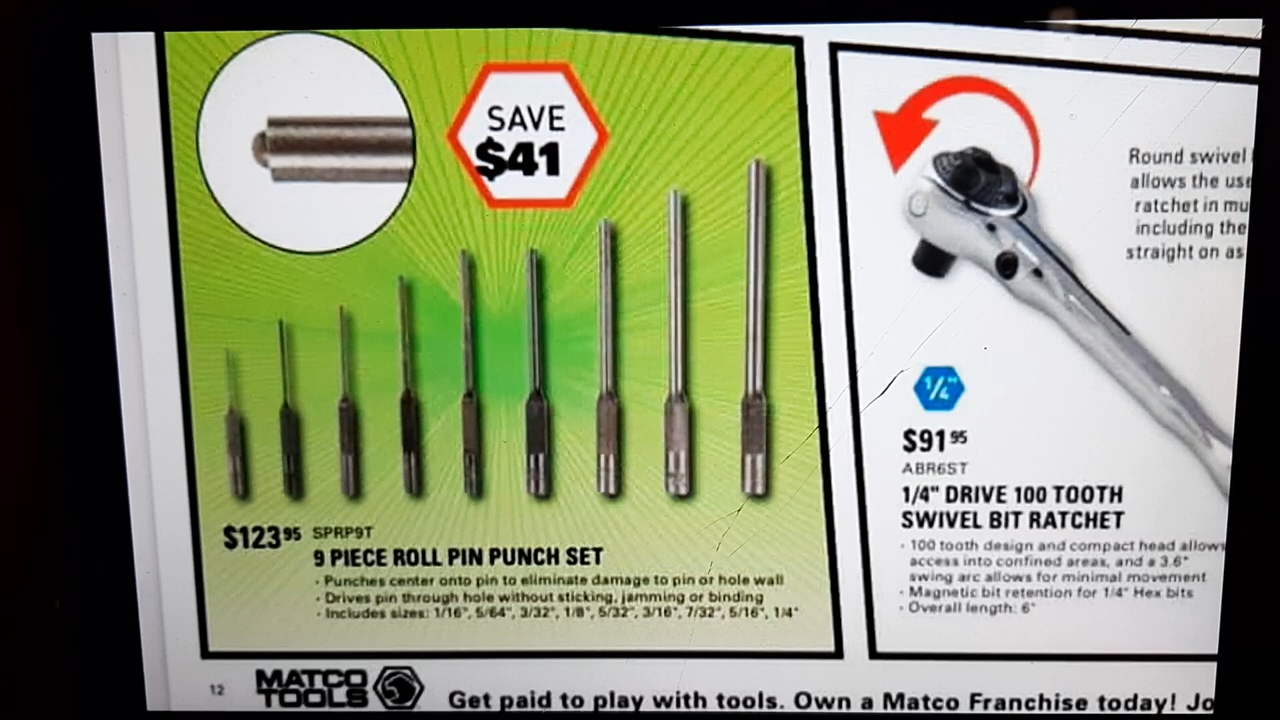 SAVE
$41
$123 95 SPRP9T
9 PIECE ROLL PIN PUNCH SET
· Punches center onto pin to eliminate damage to pin or hole wall
· Drives pin through hole without sticking, jamming or binding
· Includes sizes: 1/16", 5/64", 3/32", 1/8", 5/32", 3/16", 7/32", 5/16", 1/4"
Round swivel
allows the use
ratchet in mu
including the
straight on as
1/4"
$91 95
ABR6ST
1/4" DRIVE 100 TOOTH
SWIVEL BIT RATCHET
· 100 tooth design and compact head allows
access into confined areas, and a 3.6°
swing arc allows for minimal movement
· Magnetic bit retention for 1/4" Hex bits
· Overall length: 6"
12
MATCO
TOOLS
Get paid to play with tools. Own a Matco Franchise today! Jo